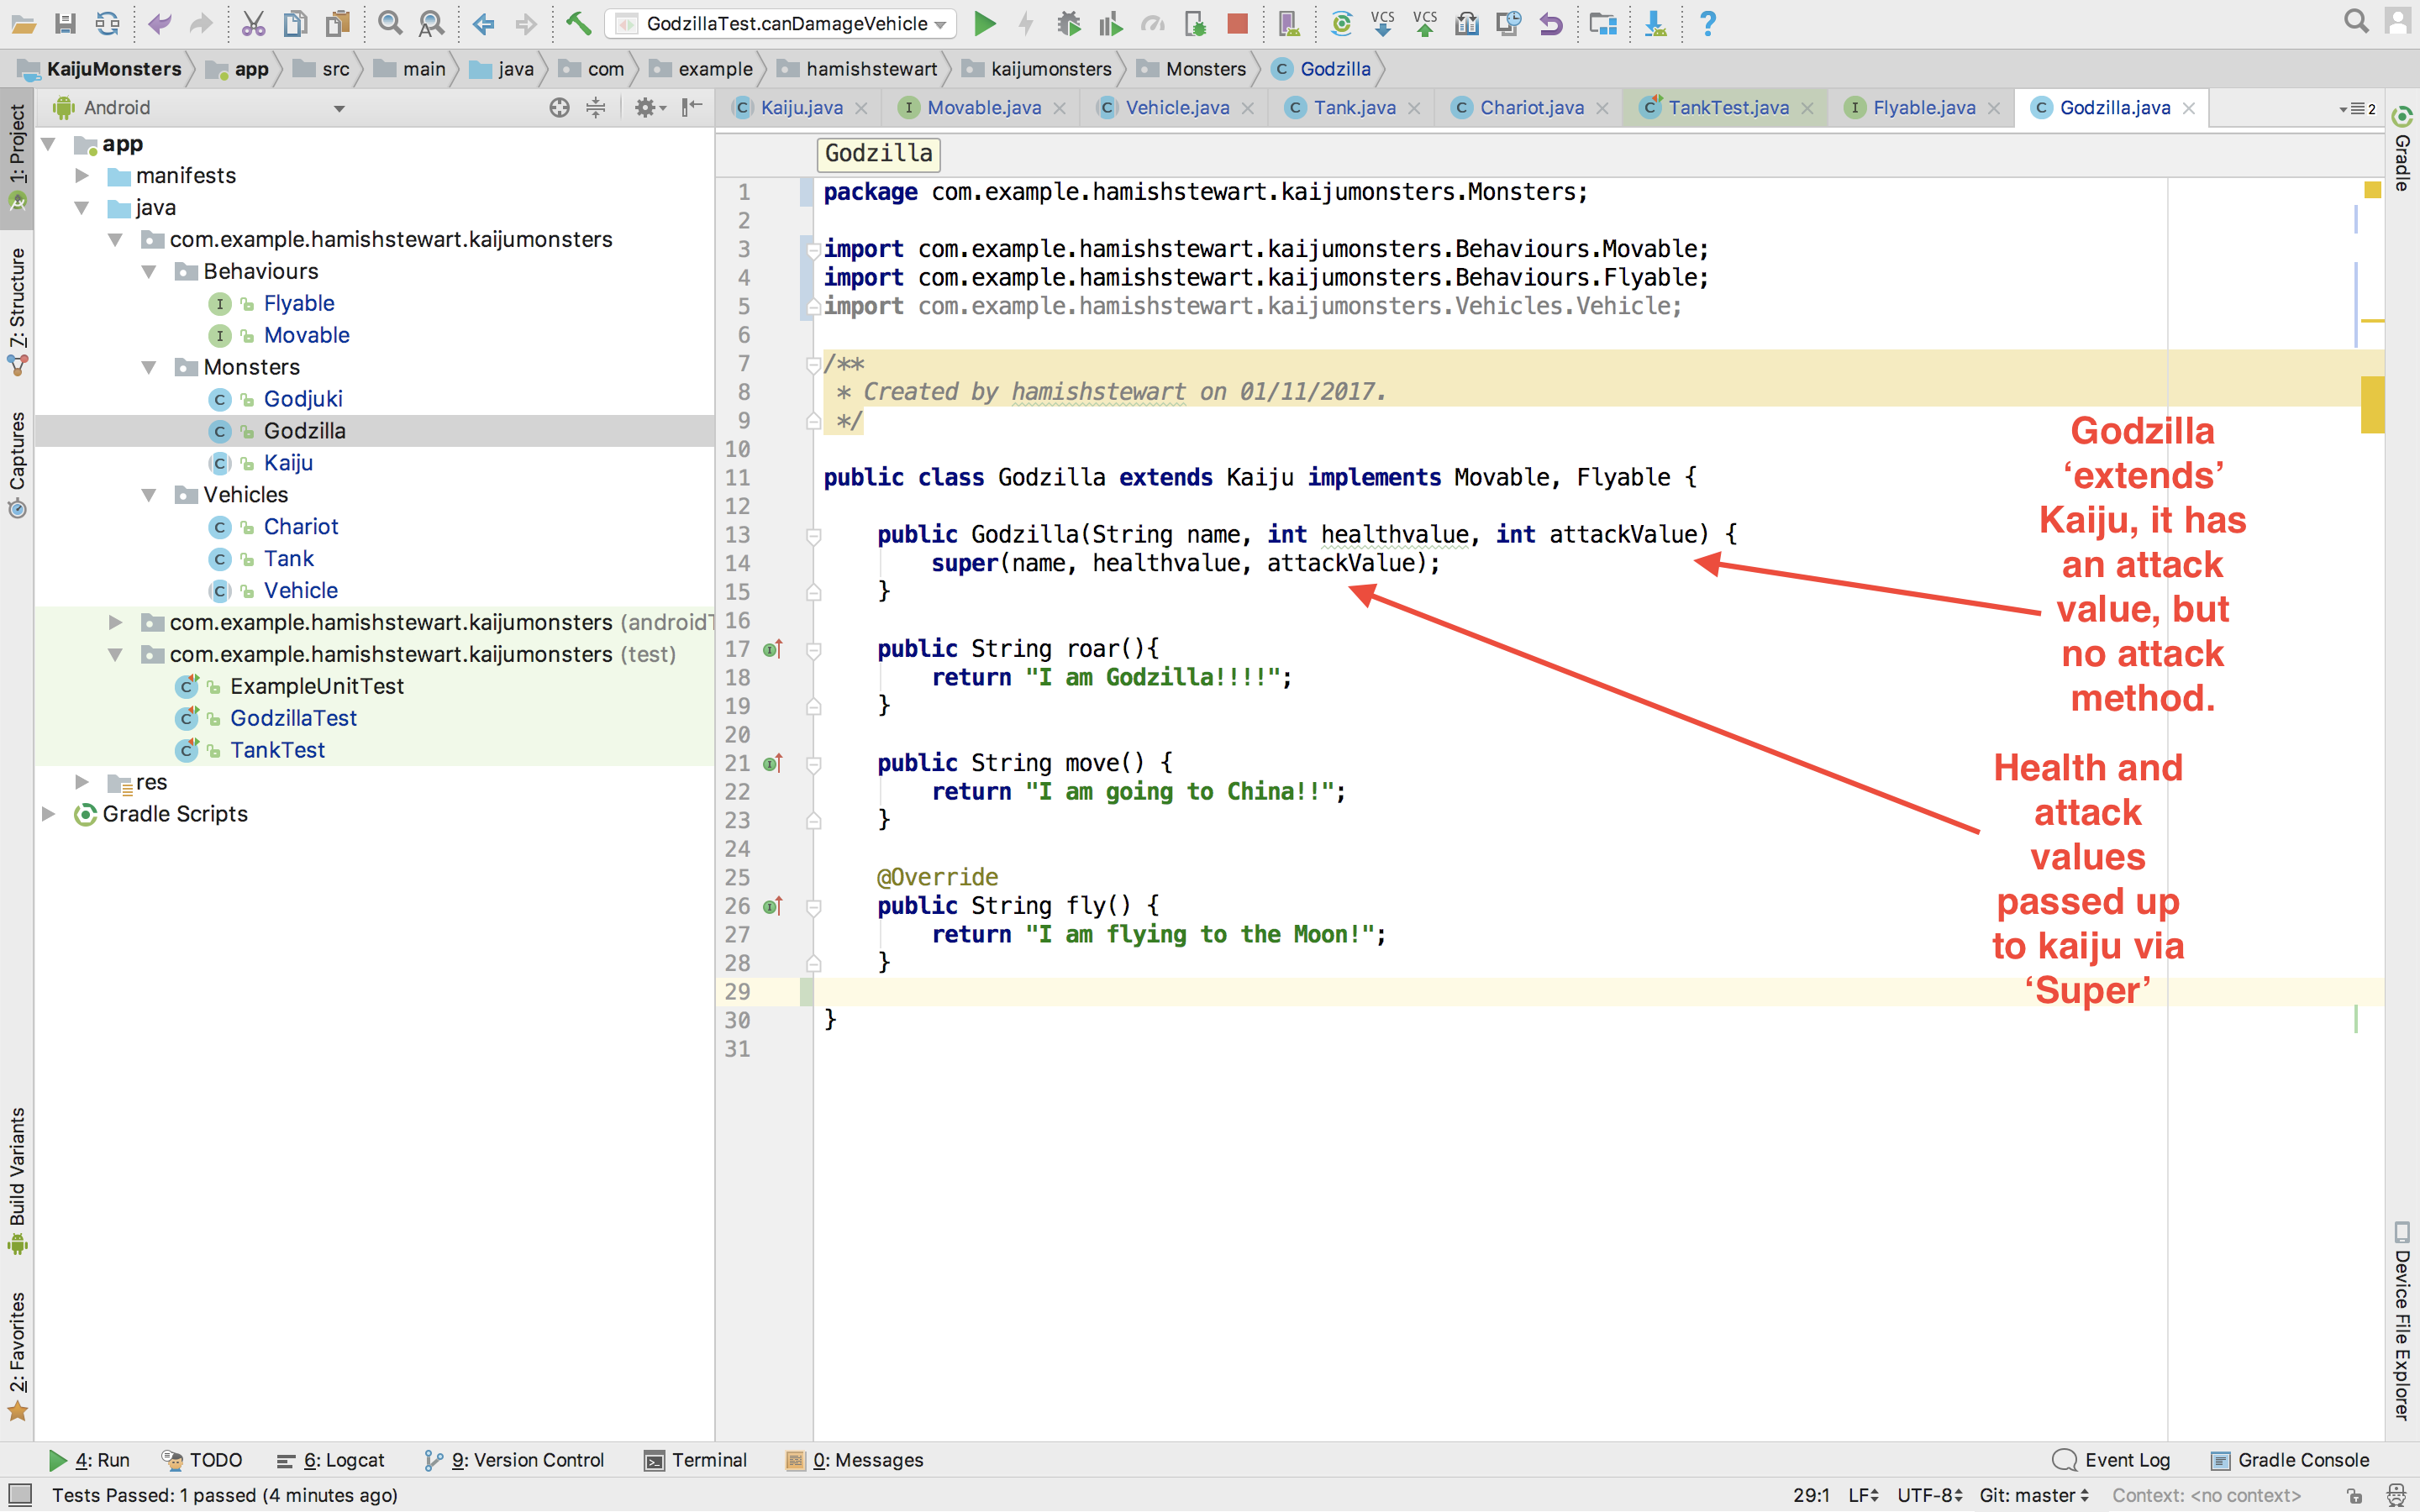 GodzillaTest.canDamageVehicle
VCS VCS
KaijuMonsters app src main java com example hamishstewart kaijumonsters Monsters Godzilla
Android
Kaiju.java Movable.java Vehicle.java Tank.java Chariot.java TankTest.java Flyable.java Godzilla.java 2
1: Project
7: Structure
Captures
Build Variants
2: Favorites
app
manifests
java
com.example.hamishstewart.kaijumonsters
Behaviours
Flyable
Movable
Monsters
Godjuki
Godzilla
Kaiju
Vehicles
Chariot
Tank
Vehicle
com.example.hamishstewart.kaijumonsters (androidT
com.example.hamishstewart.kaijumonsters (test)
ExampleUnitTest
GodzillaTest
TankTest
res
Gradle Scripts
Godzilla
1 package com.example.hamishstewart.kaijumonsters.Monsters;
2
3 import com.example.hamishstewart.kaijumonsters.Behaviours.Movable;
4 import com.example.hamishstewart.kaijumonsters.Behaviours.Flyable;
5 import com.example.hamishstewart.kaijumonsters.Vehicles.Vehicle;
6
7 /**
8 * Created by hamishstewart on 01/11/2017.
9 */
10
11 public class Godzilla extends Kaiju implements Movable, Flyable {
12
13 public Godzilla(String name, int healthvalue, int attackValue) {
14 super(name, healthvalue, attackValue);
15 }
16
17 public String roar(){
18 return "I am Godzilla!!!!";
19 }
20
21 public String move() {
22 return "I am going to China!!";
23 }
24
25 @Override
26 public String fly() {
27 return "I am flying to the Moon!";
28 }
29
30 }
31
Godzilla
‘extends’
Kaiju, it has
an attack
value, but
no attack
method.
Health and
attack
values
passed up
to kaiju via
‘Super’
Gradle
Device File Explorer
4: Run TODO 6: Logcat 9: Version Control Terminal 0: Messages Event Log Gradle Console
Tests Passed: 1 passed (4 minutes ago) 29:1 LF UTF-8 Git: master Context: <no context>